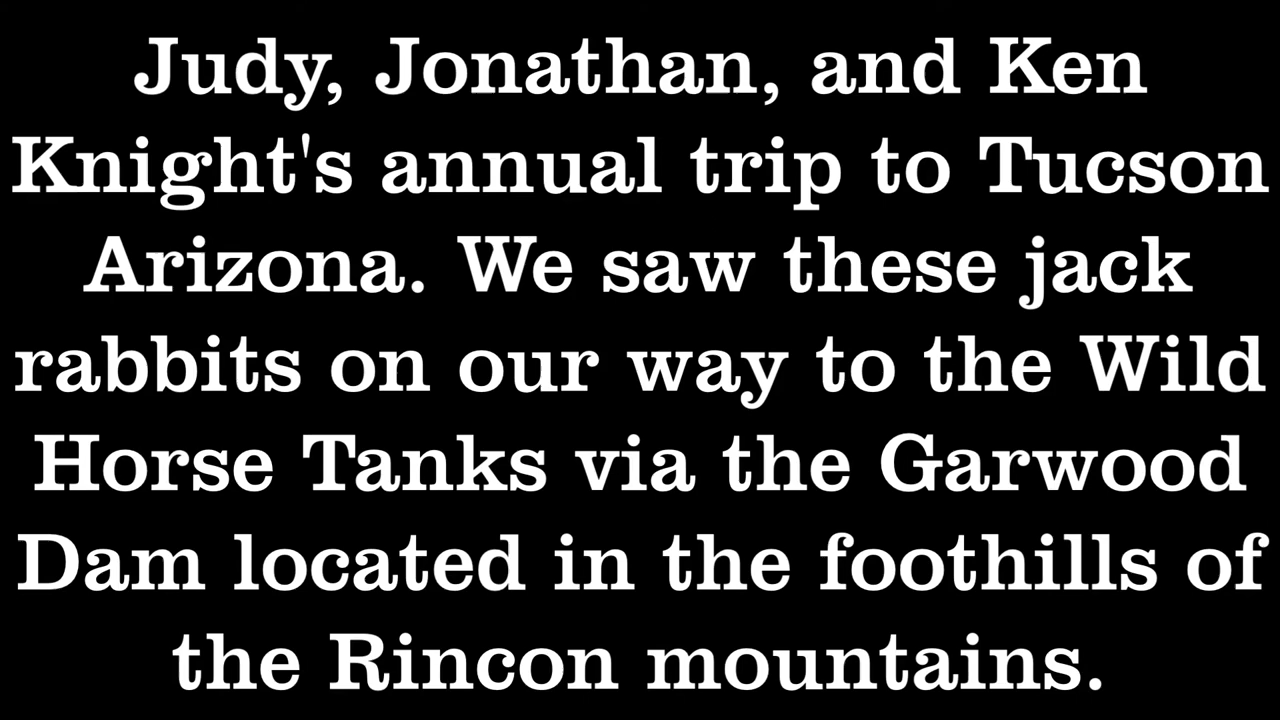 Judy, Jonathan, and Ken
Knight's annual trip to Tucson
Arizona. We saw these jack
rabbits on our way to the Wild
Horse Tanks via the Garwood
Dam located in the foothills of
the Rincon mountains.